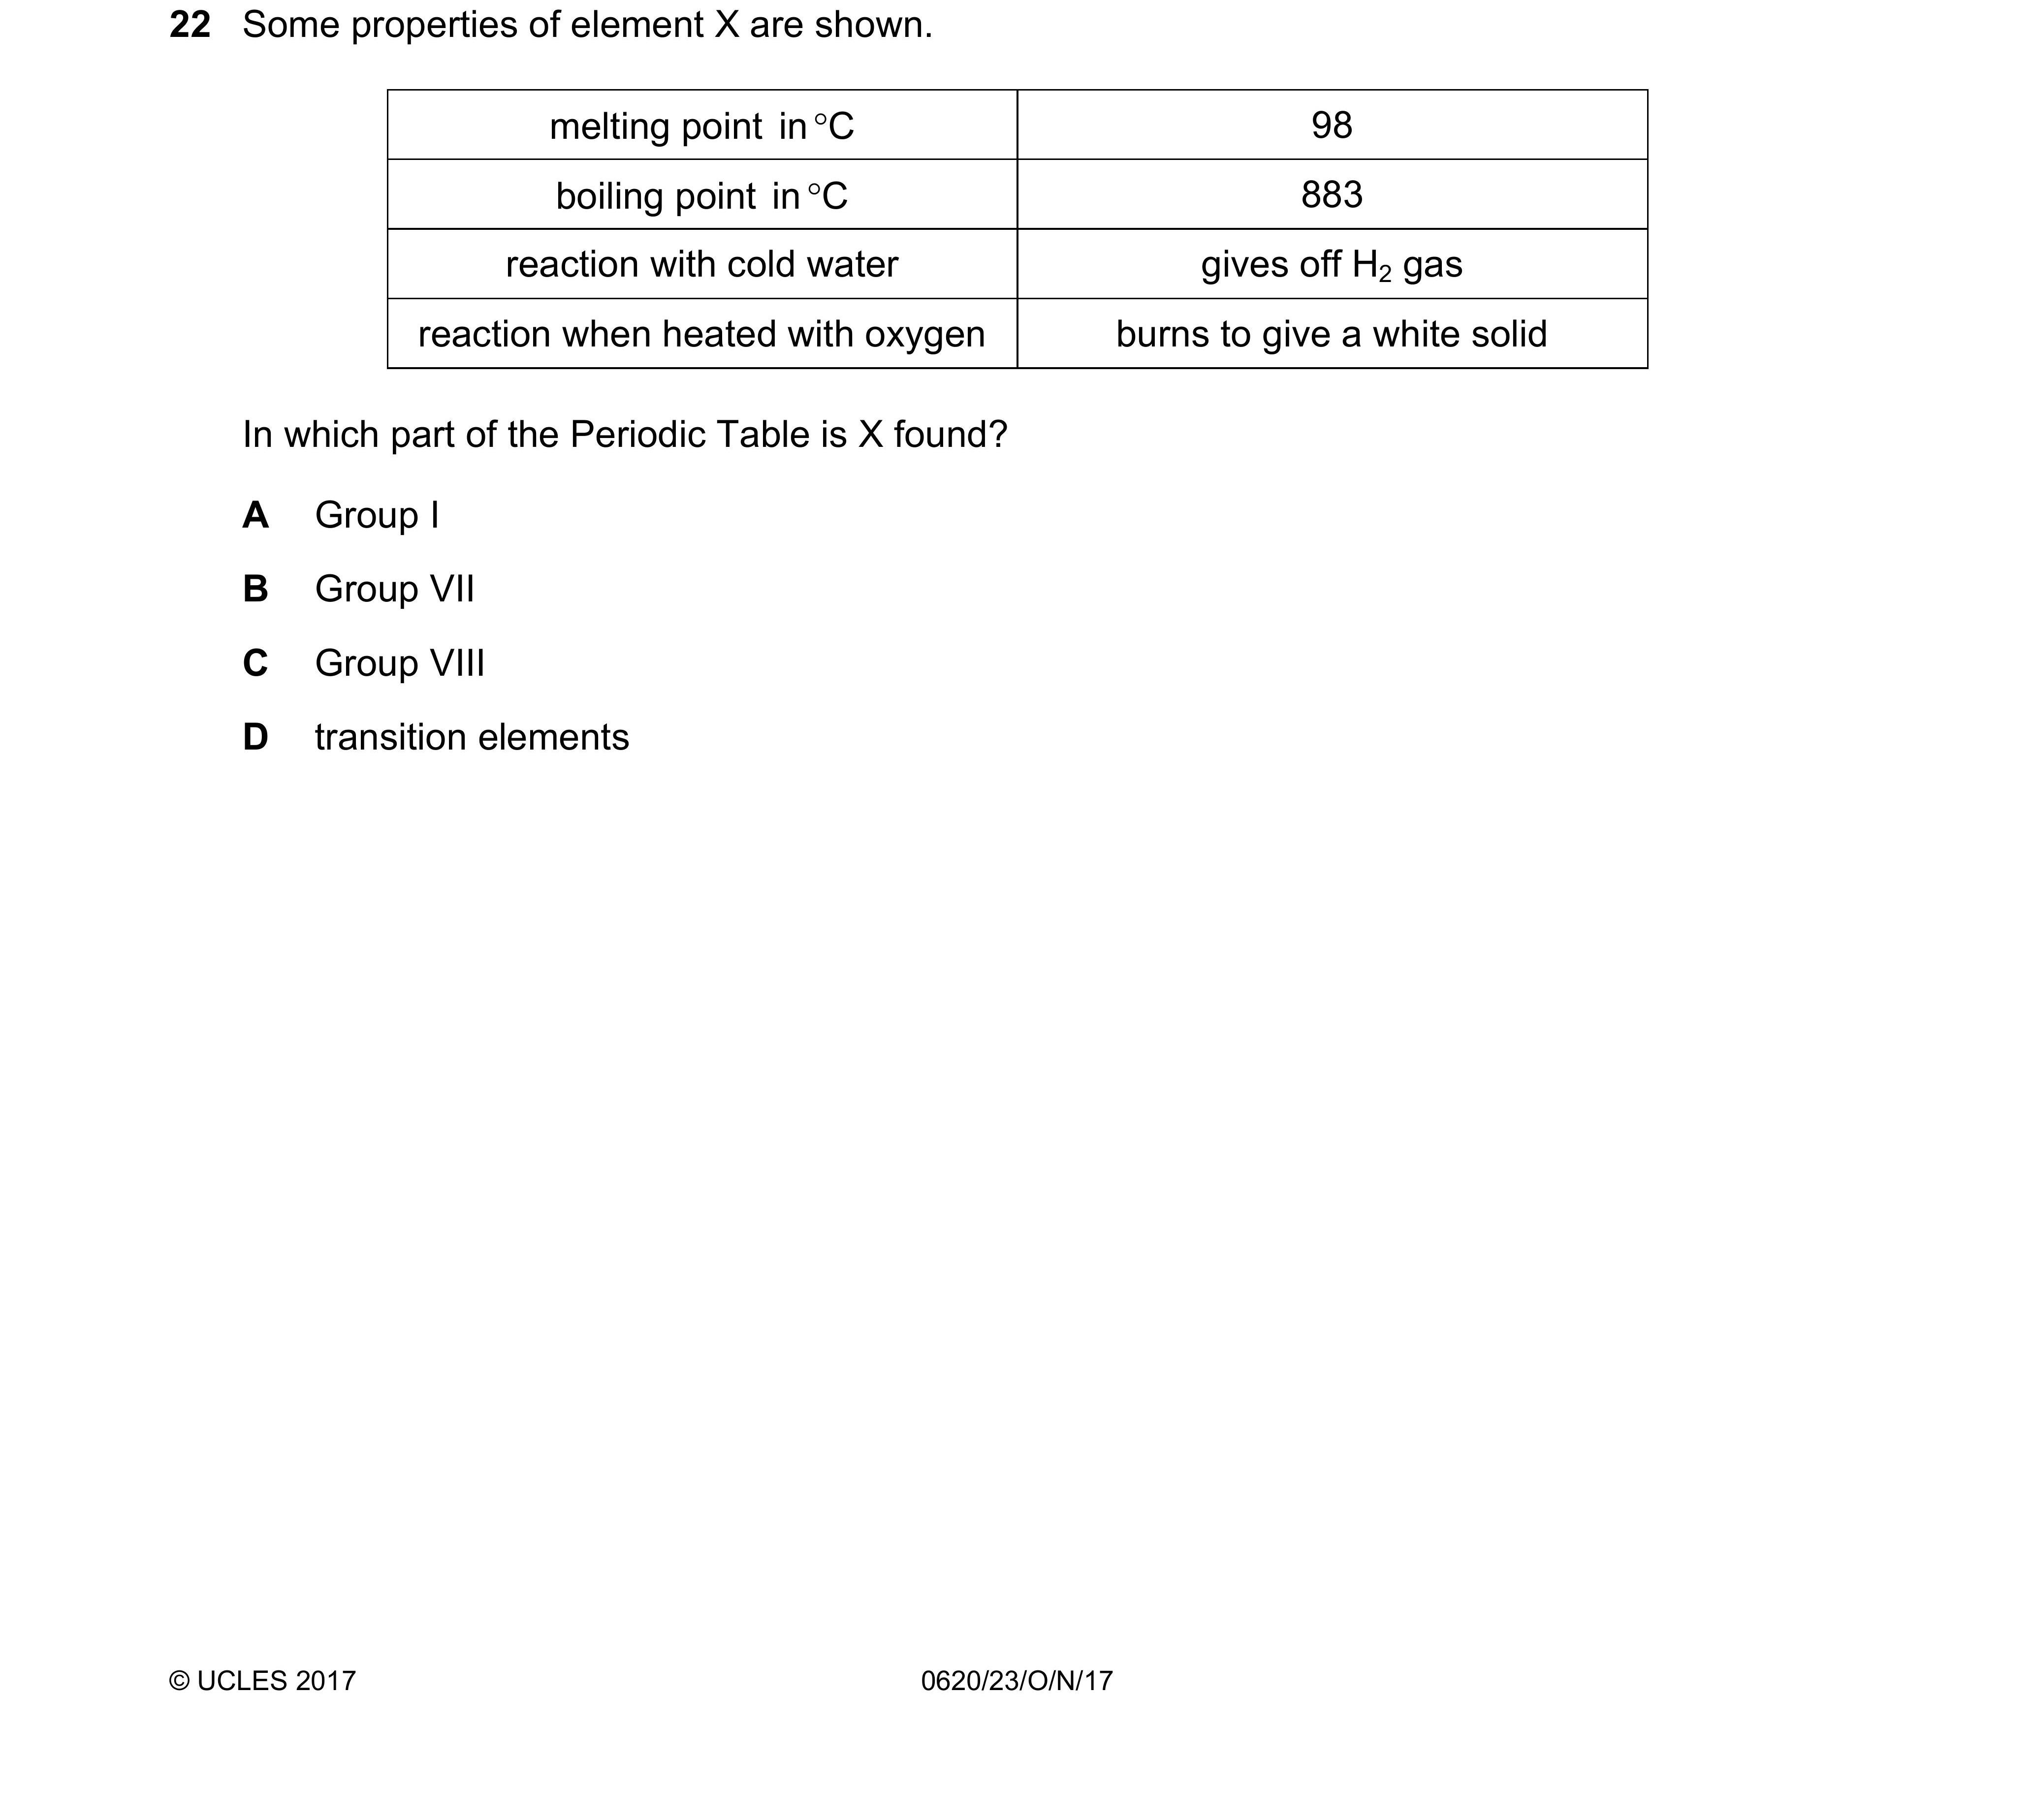 22 Some properties of element X are shown.
melting point in °C 98
boiling point in °C 883
reaction with cold water gives off H₂ gas
reaction when heated with oxygen burns to give a white solid
In which part of the Periodic Table is X found?
A Group I
B Group VII
C Group VIII
D transition elements
© UCLES 2017 0620/23/O/N/17